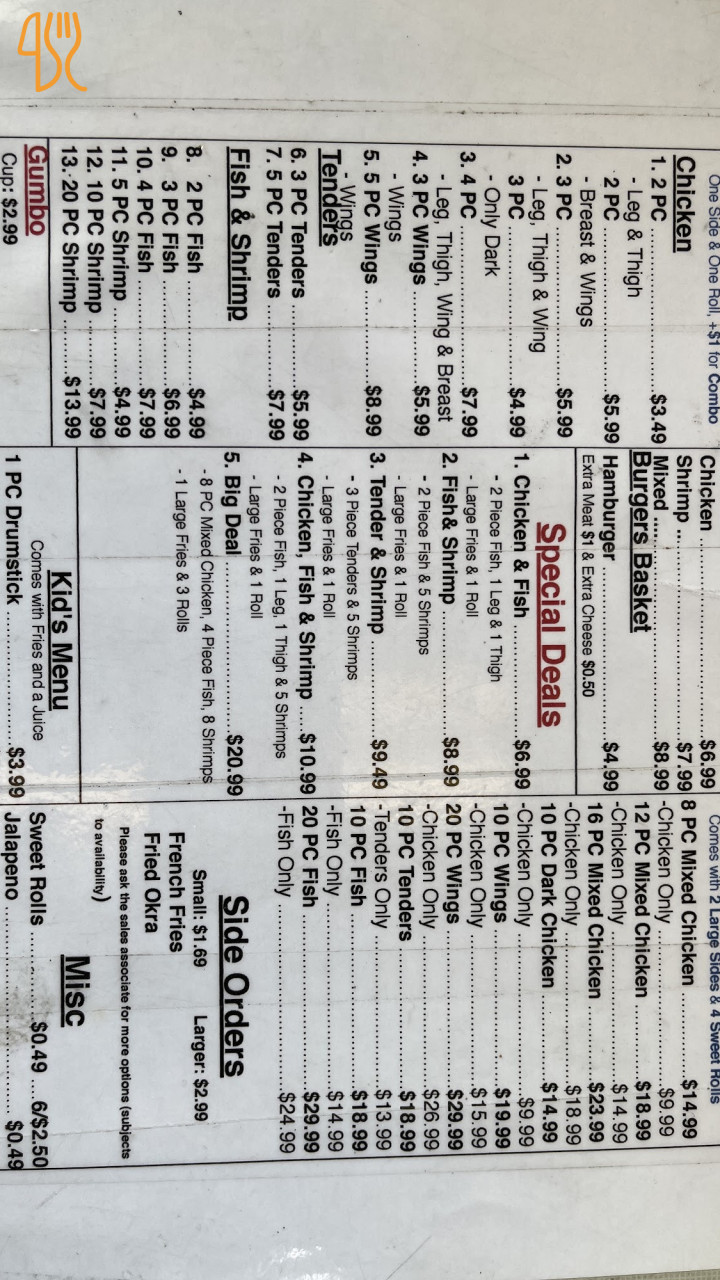 One Side & One Roll, +$1 for Combo
Chicken
1. 2 PC ........................ $3.49
- Leg & Thigh
2 PC ........................ $5.99
- Breast & Wings
2. 3 PC ........................ $5.99
- Leg, Thigh & Wing
3 PC ........................ $4.99
- Only Dark
3. 4 PC ........................ $7.99
- Leg, Thigh, Wing & Breast
4. 3 PC Wings ................ $5.99
- Wings
5. 5 PC Wings ................ $8.99
- Wings
Tenders
6. 3 PC Tenders .............. $5.99
7. 5 PC Tenders .............. $7.99
Fish & Shrimp
8. 2 PC Fish .................. $4.99
9. 3 PC Fish .................. $6.99
10. 4 PC Fish ................. $7.99
11. 5 PC Shrimp .............. $4.99
12. 10 PC Shrimp ............. $7.99
13. 20 PC Shrimp ............. $13.99
Gumbo
Cup: $2.99
Chicken ........................ $6.99
Shrimp ........................ $7.99
Mixed ........................ $8.99
Burgers Basket
Hamburger .................... $4.99
Extra Meat $1 & Extra Cheese $0.50
Special Deals
1. Chicken & Fish .............. $6.99
- 2 Piece Fish, 1 Leg & 1 Thigh
- Large Fries & 1 Roll
2. Fish& Shrimp ................ $8.99
- 2 Piece Fish & 5 Shrimps
- Large Fries & 1 Roll
3. Tender & Shrimp ............ $9.49
- 3 Piece Tenders & 5 Shrimps
- Large Fries & 1 Roll
4. Chicken, Fish & Shrimp ..... $10.99
- 2 Piece Fish, 1 Leg, 1 Thigh & 5 Shrimps
- Large Fries & 1 Roll
5. Big Deal .................... $20.99
- 8 PC Mixed Chicken, 4 Piece Fish, 8 Shrimps
- 1 Large Fries & 3 Rolls
Kid's Menu
Comes with Fries and a Juice
1 PC Drumstick ................ $3.99
Comes with 2 Large Sides & 4 Sweet Rolls
8 PC Mixed Chicken ........... $14.99
-Chicken Only .................. $9.99
12 PC Mixed Chicken .......... $18.99
-Chicken Only .................. $14.99
16 PC Mixed Chicken .......... $23.99
-Chicken Only .................. $18.99
10 PC Dark Chicken ........... $14.99
-Chicken Only .................. $9.99
10 PC Wings ................... $19.99
-Chicken Only .................. $15.99
20 PC Wings ................... $29.99
-Chicken Only .................. $26.99
10 PC Tenders ................. $18.99
-Tenders Only .................. $13.99
10 PC Fish .................... $18.99
-Fish Only ..................... $14.99
20 PC Fish .................... $29.99
-Fish Only ..................... $24.99
Side Orders
Small: $1.69 Larger: $2.99
French Fries
Fried Okra
Please ask the sales associate for more options (subjects
to availability)
Misc
Sweet Rolls ............. $0.49 .... 6/$2.50
Jalapeno ........................ $0.49